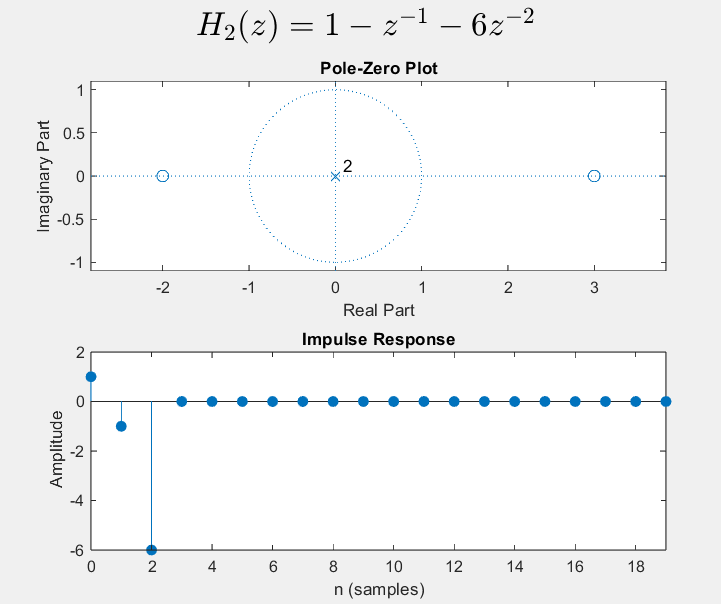 H₂(z) = 1 − z⁻¹ − 6z⁻²
Pole-Zero Plot
1
0.5
0
-0.5
-1
Imaginary Part
2
-2 -1 0 1 2 3
Real Part
Impulse Response
2
0
-2
-4
-6
Amplitude
0 2 4 6 8 10 12 14 16 18
n (samples)